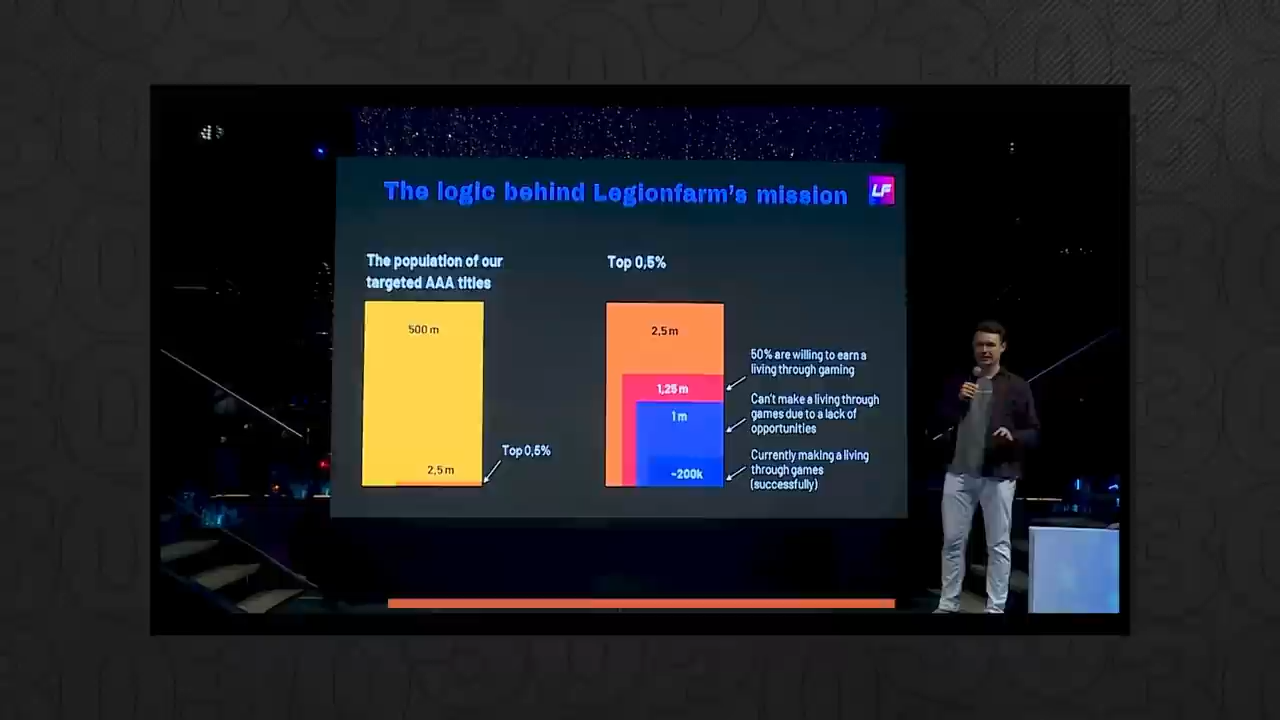 The logic behind Legionfarm's mission
LF
The population of our
targeted AAA titles
500 m
2,5 m
Top 0,5%
Top 0,5%
2,5 m
1,25 m
1 m
~200k
50% are willing to earn a
living through gaming
Can't make a living through
games due to a lack of
opportunities
Currently making a living
through games
(successfully)